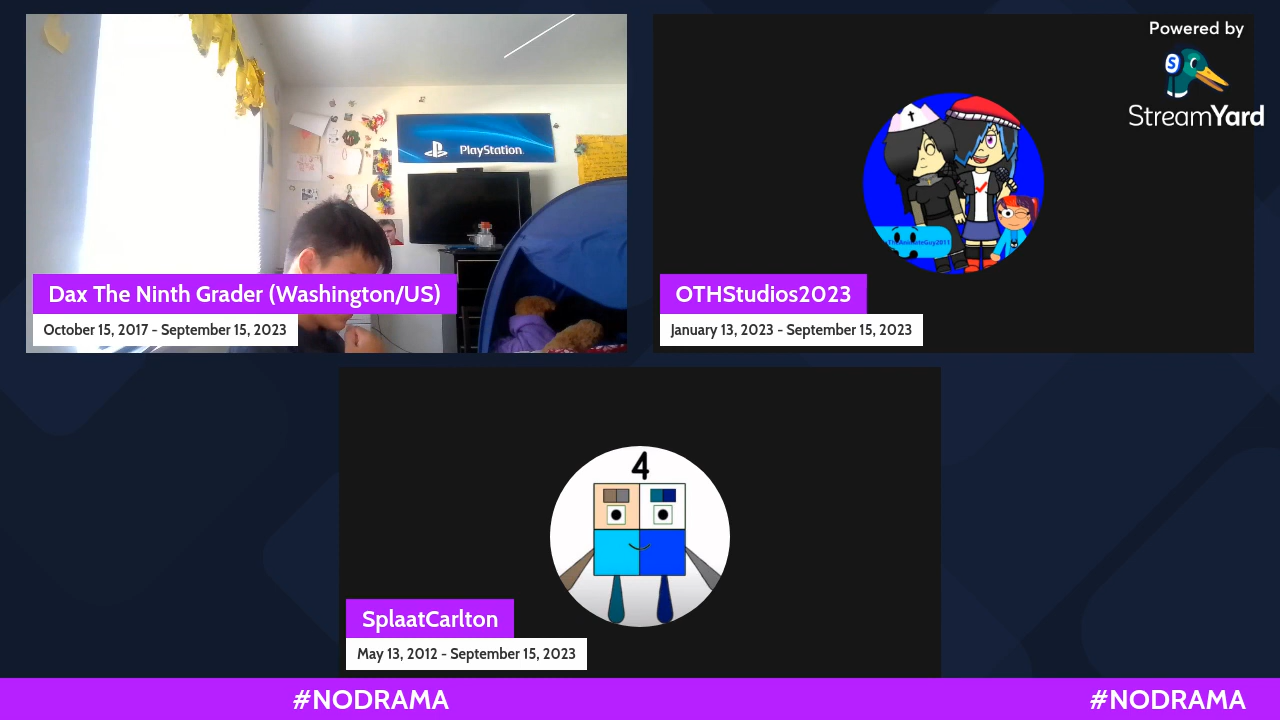 Powered by
StreamYard
PlayStation
Dax The Ninth Grader (Washington/US)
October 15, 2017 - September 15, 2023
OTHStudios2023
January 13, 2023 - September 15, 2023
4
SplaatCarlton
May 13, 2012 - September 15, 2023
#NODRAMA
#NODRAMA